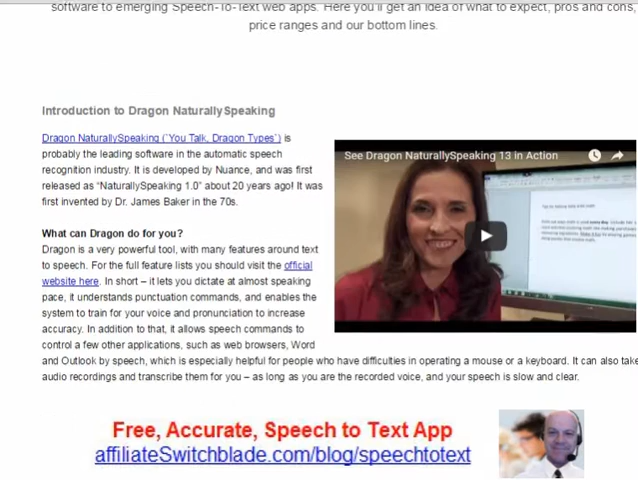 software to emerging Speech-To-Text web apps. Here you'll get an idea of what to expect, pros and cons,
price ranges and our bottom lines.
Introduction to Dragon NaturallySpeaking
Dragon NaturallySpeaking (`You Talk, Dragon Types`) is
probably the leading software in the automatic speech
recognition industry. It is developed by Nuance, and was first
released as "NaturallySpeaking 1.0" about 20 years ago! It was
first invented by Dr. James Baker in the 70s.
See Dragon NaturallySpeaking 13 in Action
What can Dragon do for you?
Dragon is a very powerful tool, with many features around text
to speech. For the full feature lists you should visit the official
website here. In short – it lets you dictate at almost speaking
pace, it understands punctuation commands, and enables the
system to train for your voice and pronunciation to increase
accuracy. In addition to that, it allows speech commands to
control a few other applications, such as web browsers, Word
and Outlook by speech, which is especially helpful for people who have difficulties in operating a mouse or a keyboard. It can also take
audio recordings and transcribe them for you – as long as you are the recorded voice, and your speech is slow and clear.
Free, Accurate, Speech to Text App
affiliateSwitchblade.com/blog/speechtotext